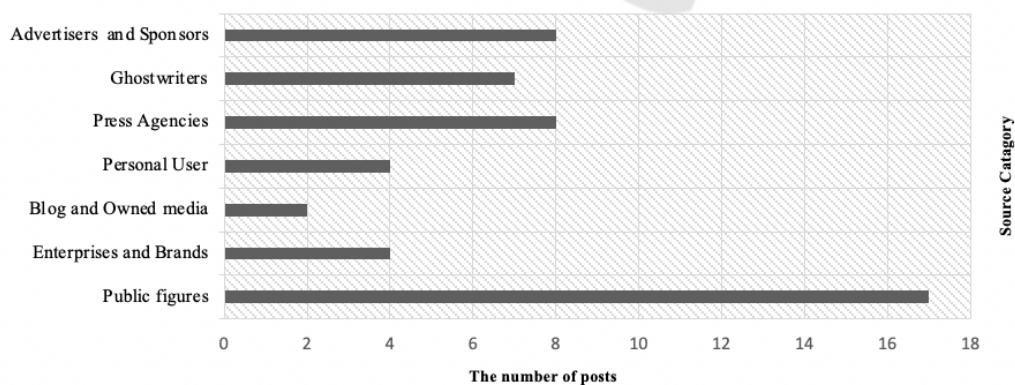 Advertisers and Sponsors
Ghostwriters
Press Agencies
Personal User
Blog and Owned media
Enterprises and Brands
Public figures
0 2 4 6 8 10 12 14 16 18
The number of posts
Source Catagory